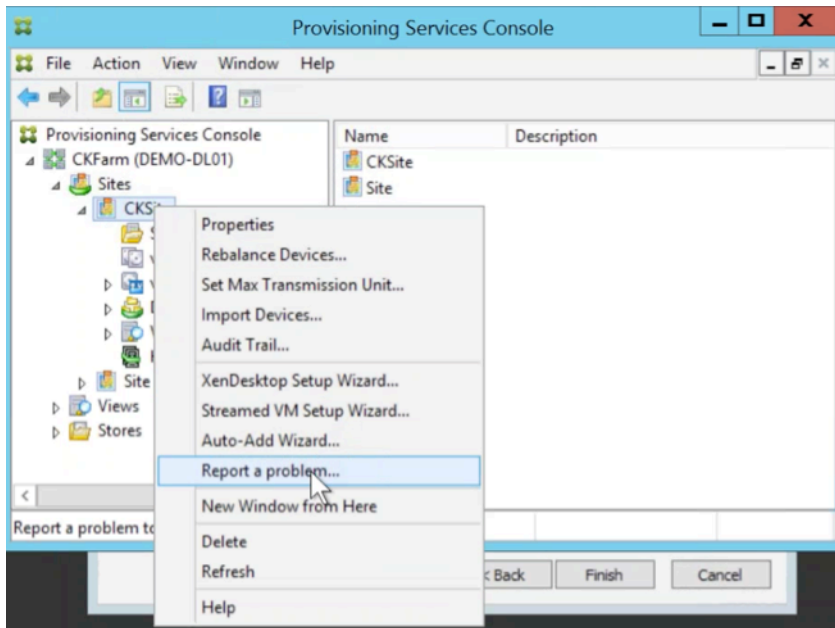 Provisioning Services Console
File Action View Window Help
Provisioning Services Console
CKFarm (DEMO-DL01)
Sites
CKSit
Site
Views
Stores
Name Description
CKSite
Site
Properties
Rebalance Devices...
Set Max Transmission Unit...
Import Devices...
Audit Trail...
XenDesktop Setup Wizard...
Streamed VM Setup Wizard...
Auto-Add Wizard...
Report a problem...
New Window from Here
Delete
Refresh
Help
Report a problem to
< Back Finish Cancel